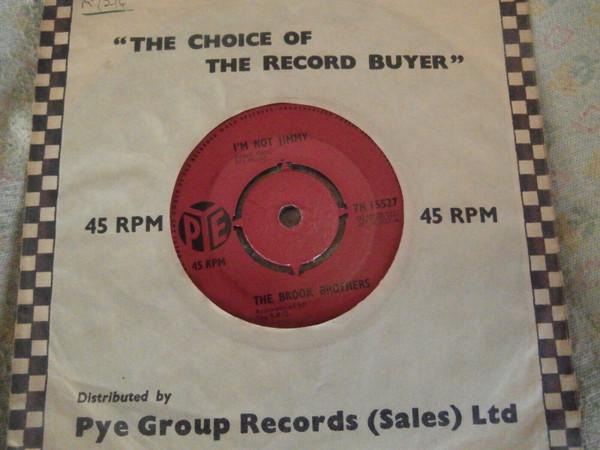 "THE CHOICE OF
THE RECORD BUYER"
I'M NOT JIMMY
45 RPM
PYE
7N 15527
45 RPM
45 RPM
THE BROOK BROTHERS
Distributed by
Pye Group Records (Sales) Ltd